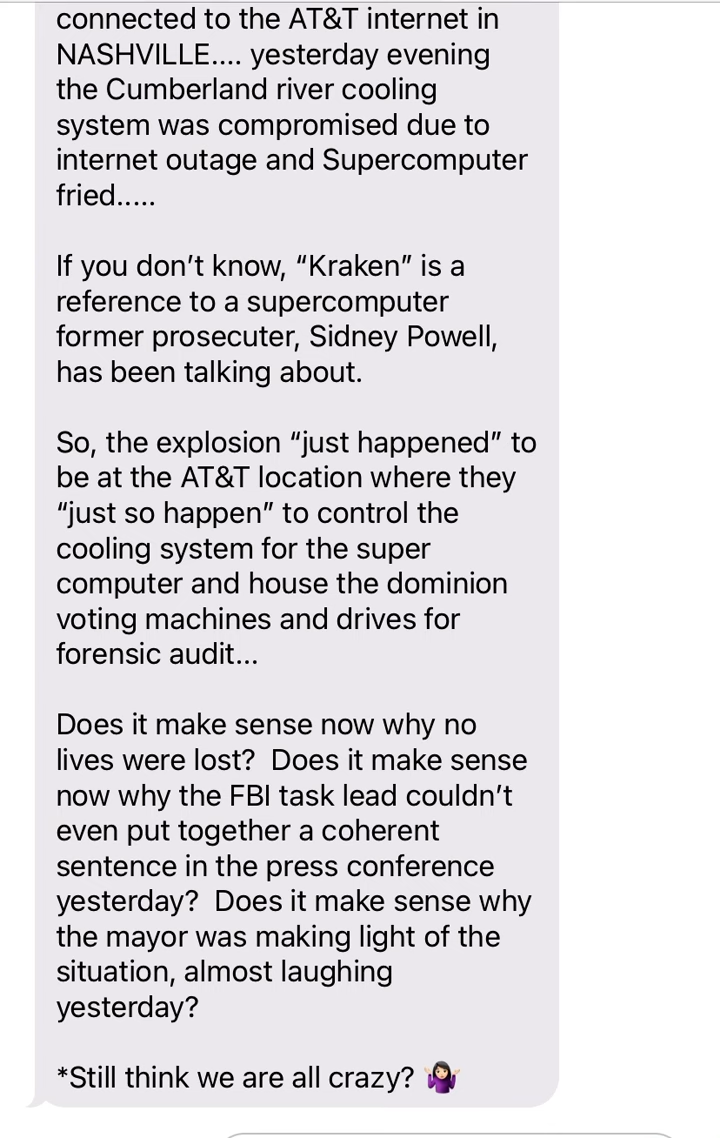 connected to the AT&T internet in
NASHVILLE.... yesterday evening
the Cumberland river cooling
system was compromised due to
internet outage and Supercomputer
fried.....
If you don’t know, “Kraken” is a
reference to a supercomputer
former prosecuter, Sidney Powell,
has been talking about.
So, the explosion “just happened” to
be at the AT&T location where they
“just so happen” to control the
cooling system for the super
computer and house the dominion
voting machines and drives for
forensic audit...
Does it make sense now why no
lives were lost?  Does it make sense
now why the FBI task lead couldn’t
even put together a coherent
sentence in the press conference
yesterday?  Does it make sense why
the mayor was making light of the
situation, almost laughing
yesterday?
*Still think we are all crazy? 🤷🏻‍♀️